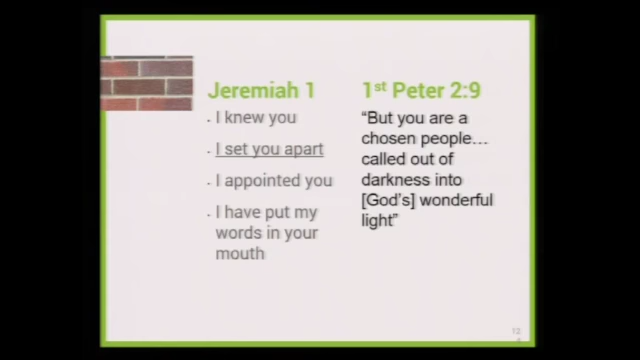 Jeremiah 1
. I knew you
. I set you apart
. I appointed you
. I have put my
words in your
mouth
1st Peter 2:9
“But you are a
chosen people…
called out of
darkness into
[God's] wonderful
light”
12